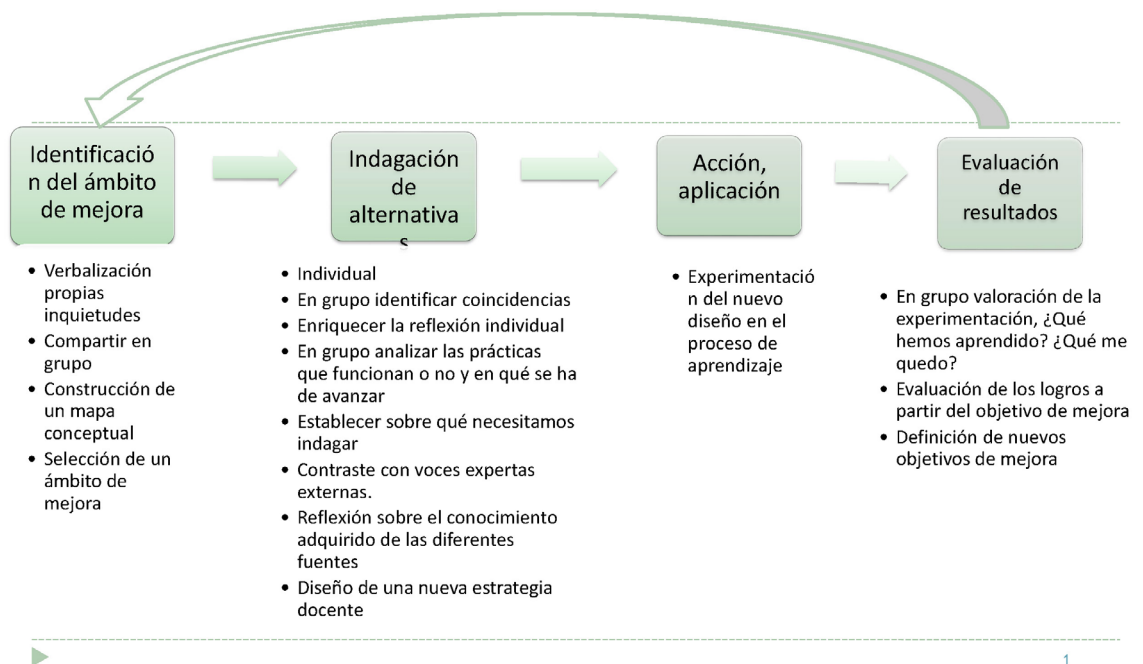 Identificació
n del ámbito
de mejora
• Verbalización
propias
inquietudes
• Compartir en
grupo
• Construcción de
un mapa
conceptual
• Selección de un
ámbito de
mejora
Indagación
de
alternativa
s
• Individual
• En grupo identificar coincidencias
• Enriquecer la reflexión individual
• En grupo analizar las prácticas
que funcionan o no y en qué se ha
de avanzar
• Establecer sobre qué necesitamos
indagar
• Contraste con voces expertas
externas.
• Reflexión sobre el conocimiento
adquirido de las diferentes
fuentes
• Diseño de una nueva estrategia
docente
Acción,
aplicación
• Experimentació
n del nuevo
diseño en el
proceso de
aprendizaje
Evaluación
de
resultados
• En grupo valoración de la
experimentación, ¿Qué
hemos aprendido? ¿Qué me
quedo?
• Evaluación de los logros a
partir del objetivo de mejora
• Definición de nuevos
objetivos de mejora
1